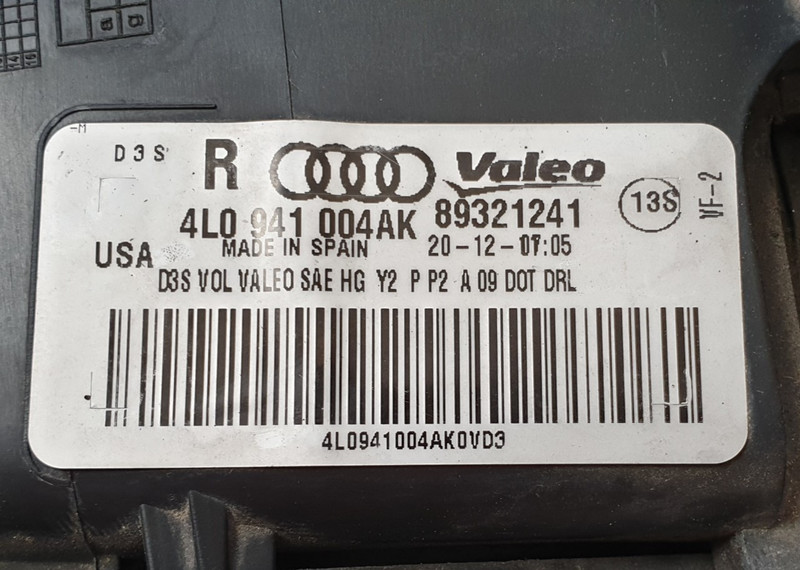 a g
-M
D3S R Valeo
4L0 941 004AK 89321241 13S VF-2
USA MADE IN SPAIN 20-12-07:05
D3S VOL VALEO SAE HG Y2 P P2 A 09 DOT DRL
4L0941004AK0VD3